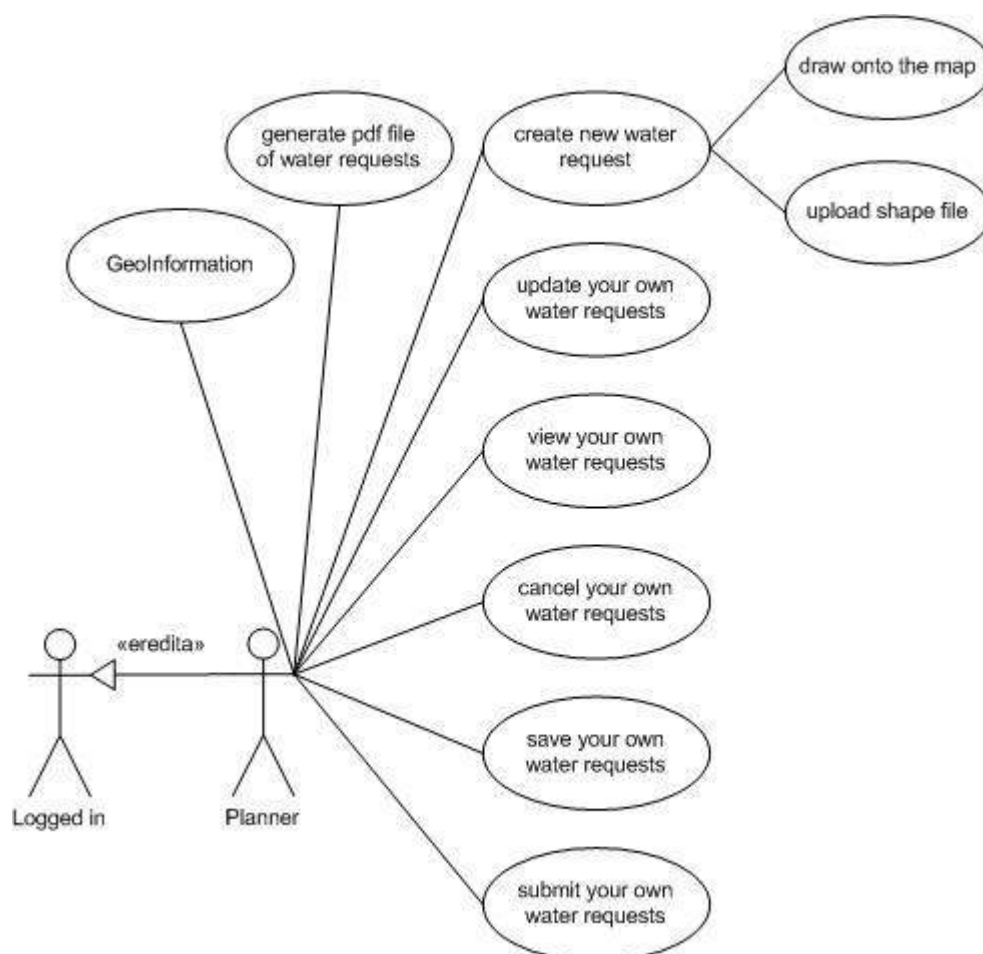 draw onto the map
generate pdf file
of water requests
create new water
request
upload shape file
GeoInformation
update your own
water requests
view your own
water requests
cancel your own
water requests
«eredita»
save your own
water requests
Logged in
Planner
submit your own
water requests